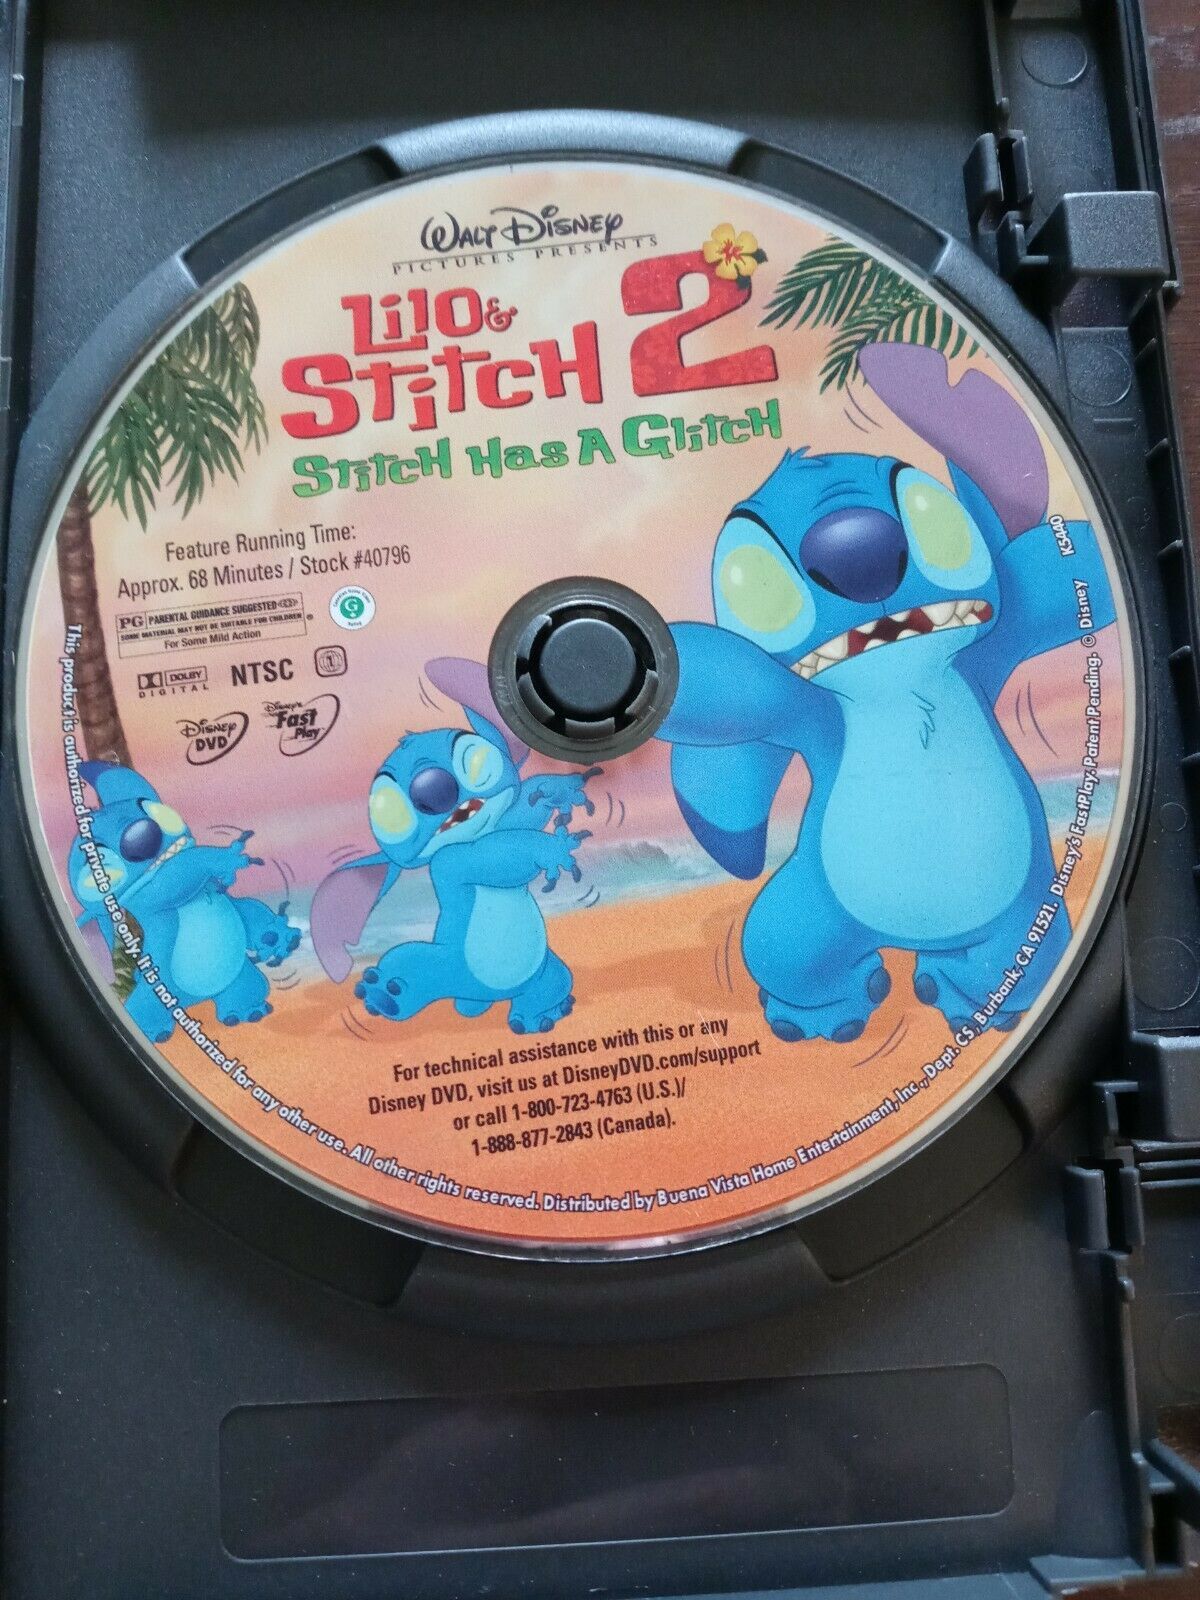 WALT DISNEY
PICTURES PRESENTS
Lilo &
Stitch 2
Stitch Has A Glitch
Feature Running Time:
Approx. 68 Minutes / Stock #40796
PG PARENTAL GUIDANCE SUGGESTED
SOME MATERIAL MAY NOT BE SUITABLE FOR CHILDREN ®
For Some Mild Action
G
DOLBY
DIGITAL
NTSC
1
Disney
DVD
Disney's
Fast
Play
For technical assistance with this or any
Disney DVD, visit us at DisneyDVD.com/support
or call 1-800-723-4763 (U.S.)/
1-888-877-2843 (Canada).
This product is authorized for private use only. It is not authorized for any other use. All other rights reserved. Distributed by Buena Vista Home Entertainment, Inc., Dept. CS, Burbank, CA 91521. Disney's FastPlay. Patent Pending. © Disney K5440